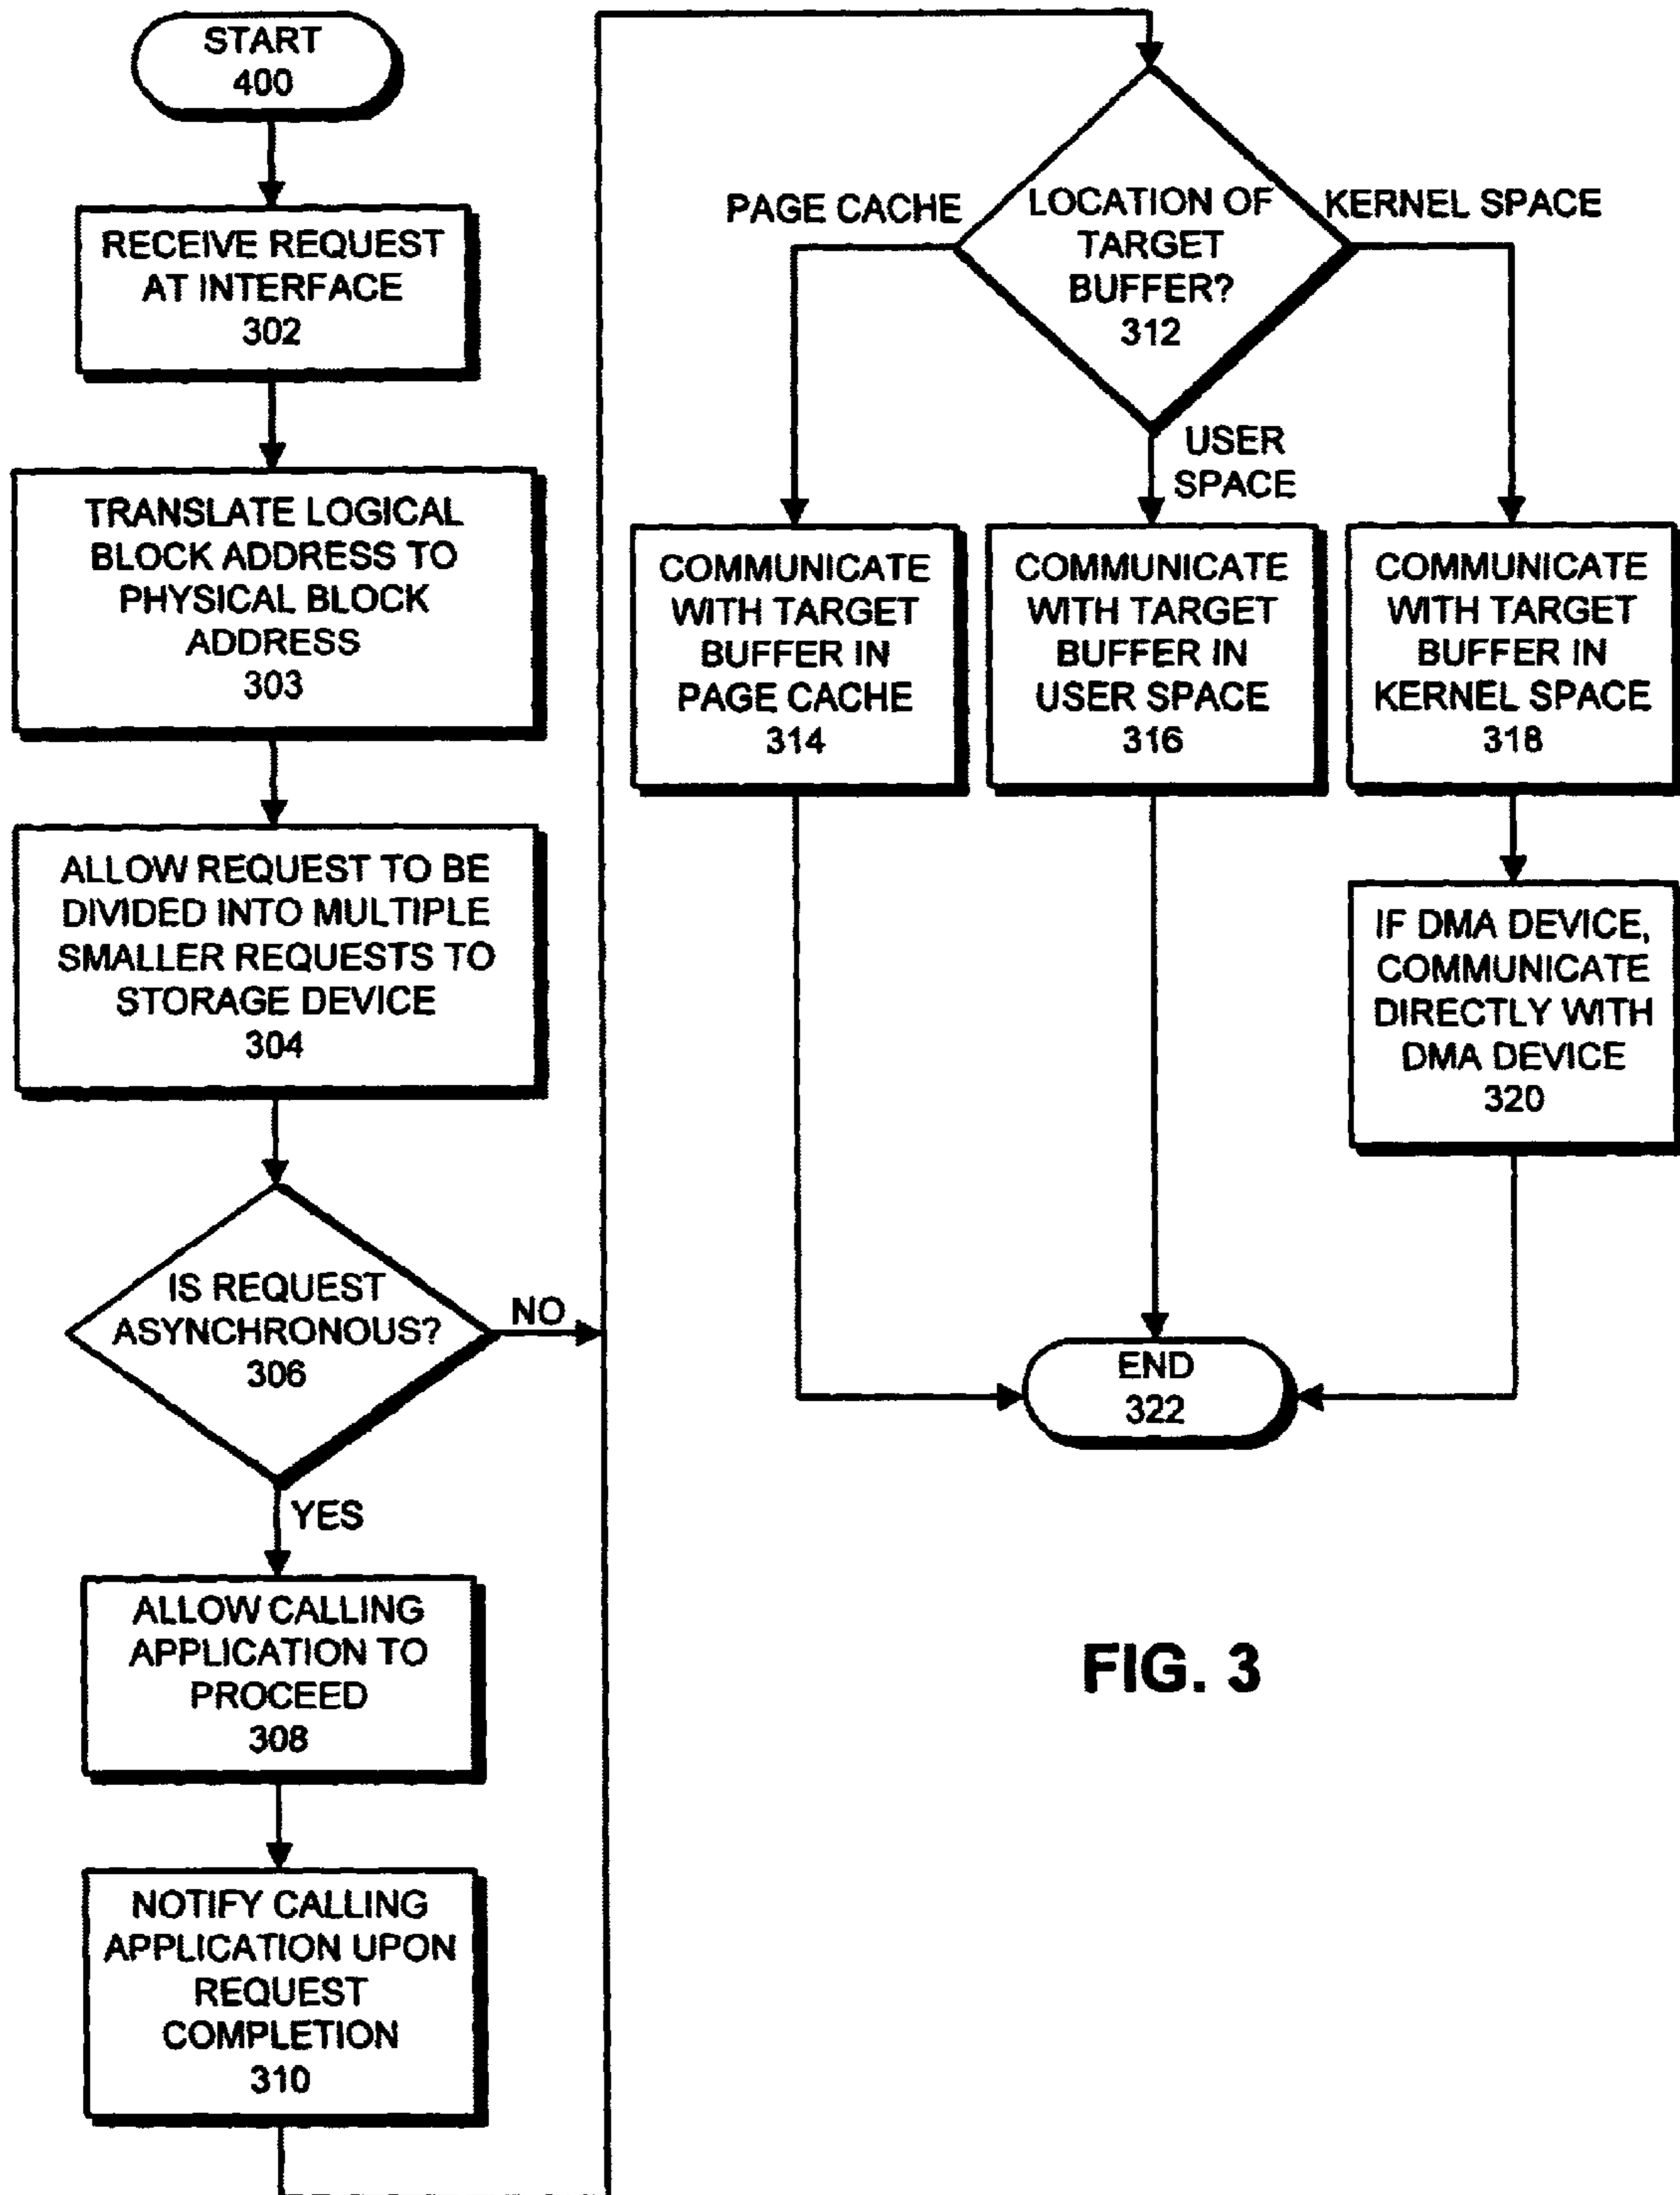 START
400
RECEIVE REQUEST
AT INTERFACE
302
TRANSLATE LOGICAL
BLOCK ADDRESS TO
PHYSICAL BLOCK
ADDRESS
303
ALLOW REQUEST TO BE
DIVIDED INTO MULTIPLE
SMALLER REQUESTS TO
STORAGE DEVICE
304
IS REQUEST
ASYNCHRONOUS?
306
NO
YES
ALLOW CALLING
APPLICATION TO
PROCEED
308
NOTIFY CALLING
APPLICATION UPON
REQUEST
COMPLETION
310
LOCATION OF
TARGET
BUFFER?
312
PAGE CACHE
KERNEL SPACE
USER
SPACE
COMMUNICATE
WITH TARGET
BUFFER IN
PAGE CACHE
314
COMMUNICATE
WITH TARGET
BUFFER IN
USER SPACE
316
COMMUNICATE
WITH TARGET
BUFFER IN
KERNEL SPACE
318
IF DMA DEVICE,
COMMUNICATE
DIRECTLY WITH
DMA DEVICE
320
END
322
FIG. 3